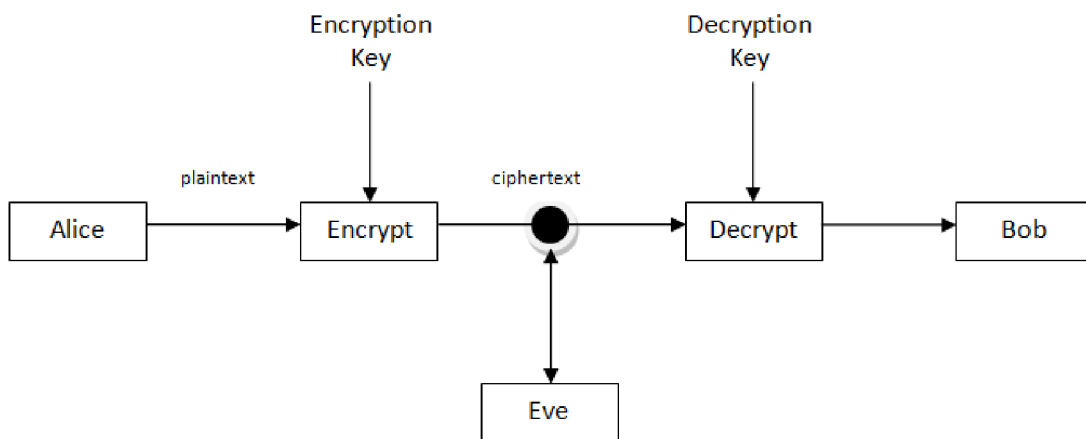 Encryption
Key
Decryption
Key
plaintext
ciphertext
Alice
Encrypt
Decrypt
Bob
Eve